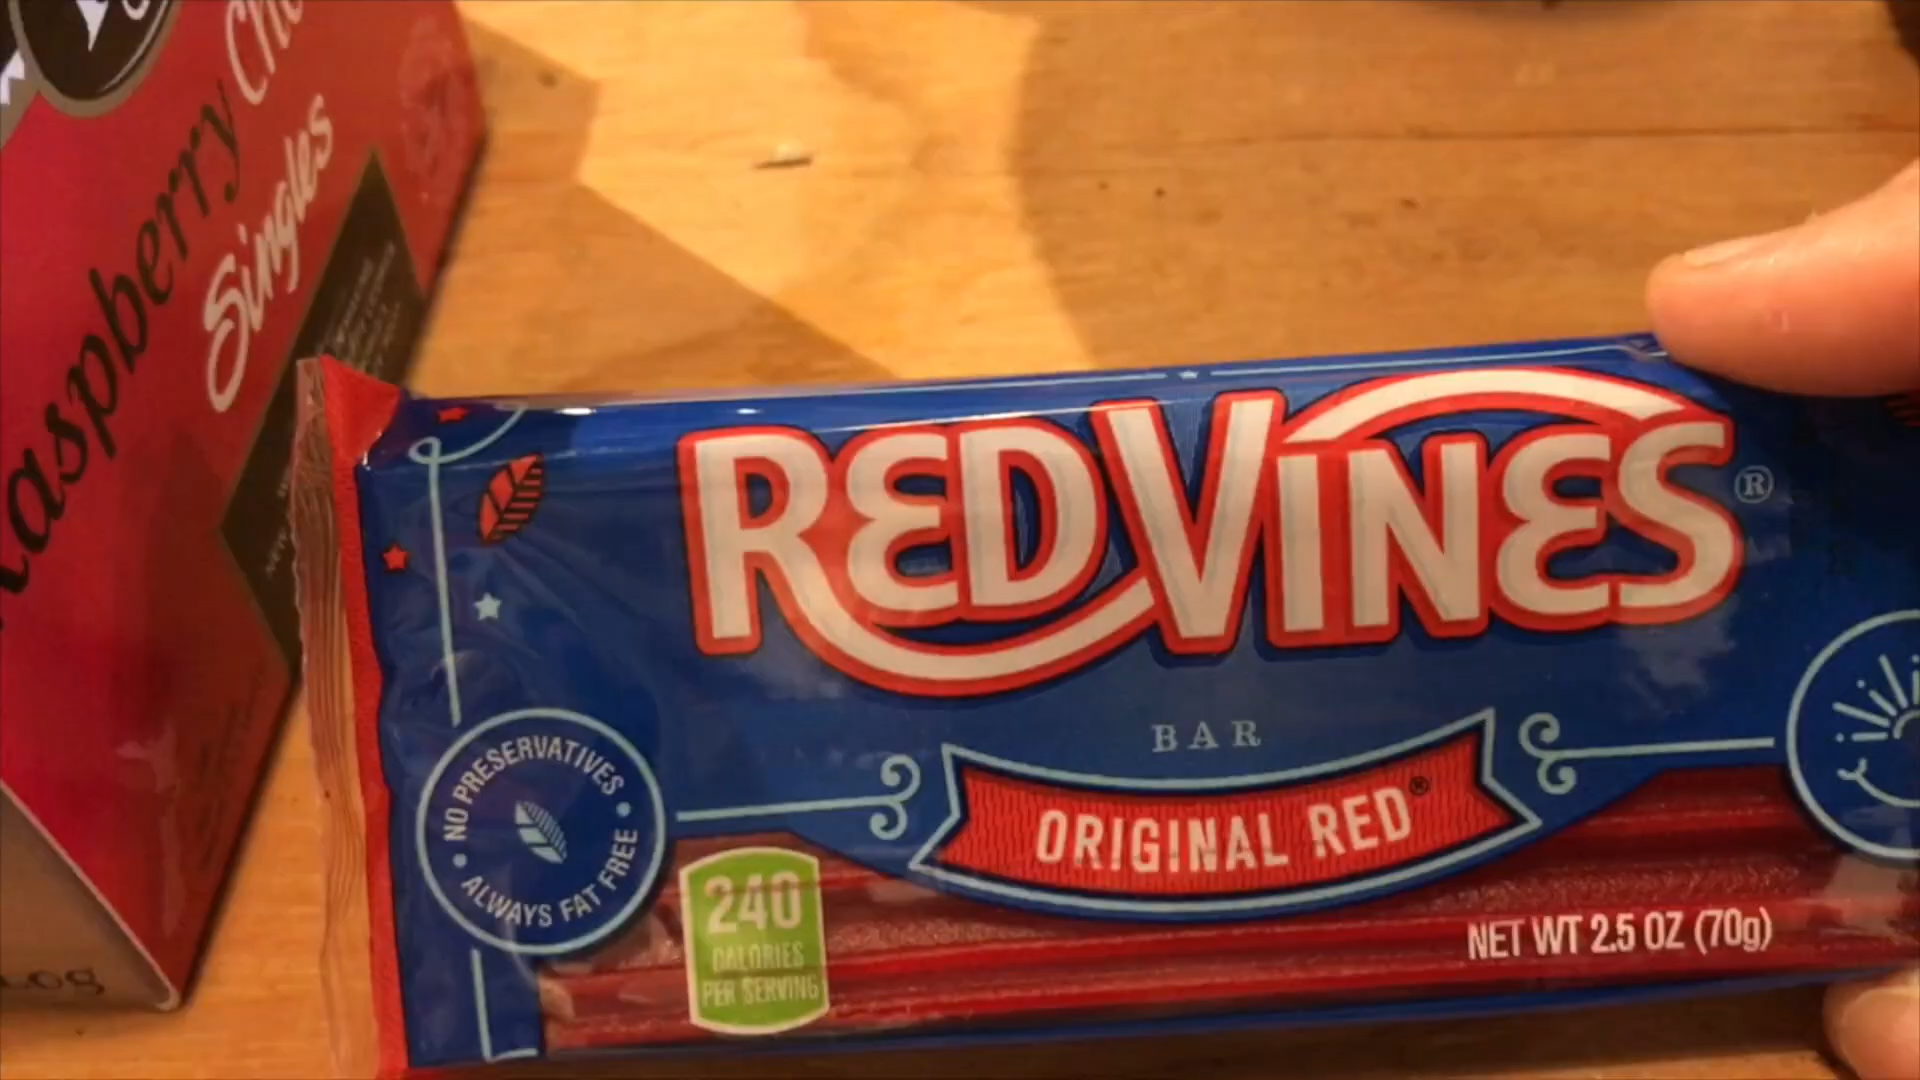 Raspberry
Singles
REDVINES®
BAR
ORIGINAL RED®
NO PRESERVATIVES
ALWAYS FAT FREE
240
CALORIES
PER SERVING
NET WT 2.5 OZ (70g)